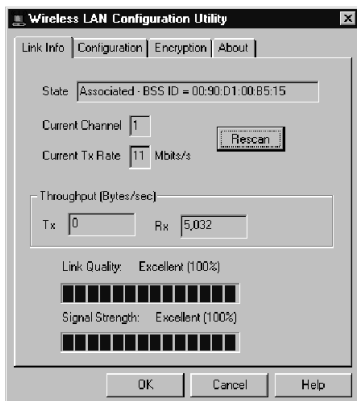 Wireless LAN Configuration Utility
Link Info Configuration Encryption About
State Associated - BSS ID = 00:90:D1:00:B5:15
Current Channel 1
Rescan
Current Tx Rate 11 Mbits/s
Throughput (Bytes/sec)
Tx 0 Rx 5,032
Link Quality: Excellent (100%)
Signal Strength: Excellent (100%)
OK Cancel Help